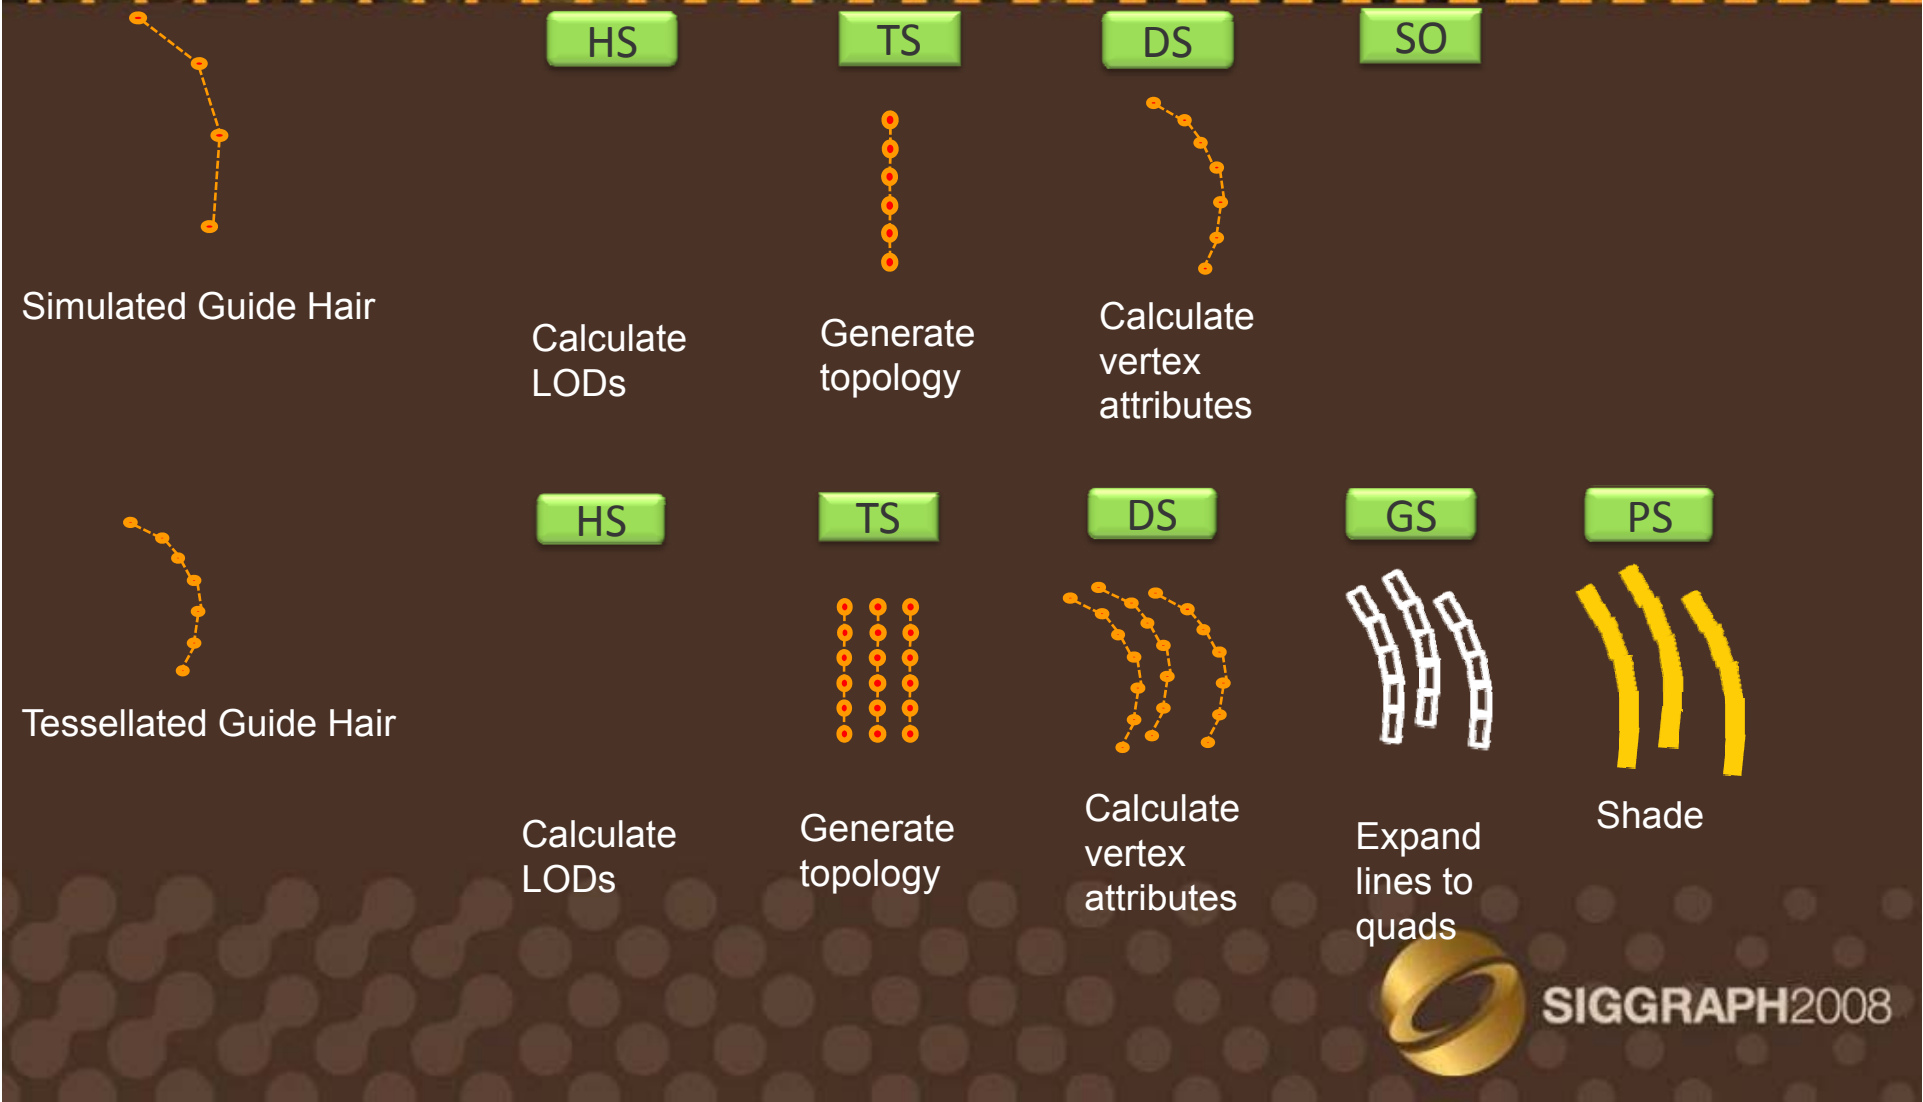 HS
TS
DS
SO
Simulated Guide Hair
Calculate
LODs
Generate
topology
Calculate
vertex
attributes
HS
TS
DS
GS
PS
Tessellated Guide Hair
Calculate
LODs
Generate
topology
Calculate
vertex
attributes
Expand
lines to
quads
Shade
SIGGRAPH2008